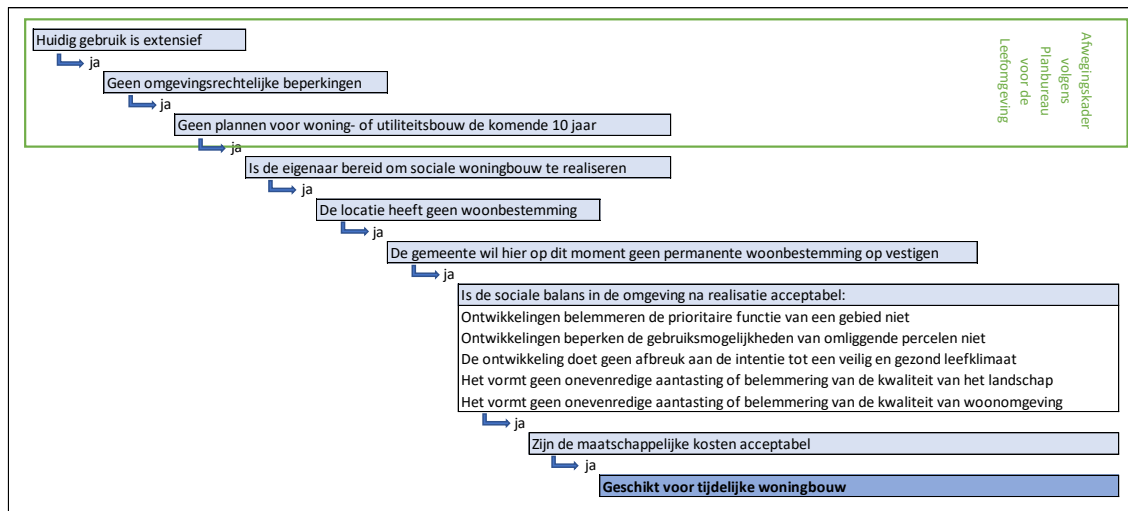 Huidig gebruik is extensief
ja
Geen omgevingsrechtelijke beperkingen
ja
Geen plannen voor woning- of utiliteitsbouw de komende 10 jaar
ja
Is de eigenaar bereid om sociale woningbouw te realiseren
ja
De locatie heeft geen woonbestemming
ja
De gemeente wil hier op dit moment geen permanente woonbestemming op vestigen
ja
Is de sociale balans in de omgeving na realisatie acceptabel:
Ontwikkelingen belemmeren de prioritaire functie van een gebied niet
Ontwikkelingen beperken de gebruiksmogelijkheden van omliggende percelen niet
De ontwikkeling doet geen afbreuk aan de intentie tot een veilig en gezond leefklimaat
Het vormt geen onevenredige aantasting of belemmering van de kwaliteit van het landschap
Het vormt geen onevenredige aantasting of belemmering van de kwaliteit van woonomgeving
ja
Zijn de maatschappelijke kosten acceptabel
ja
Geschikt voor tijdelijke woningbouw
Afwegingskader
volgens
Planbureau
voor de
Leefomgeving